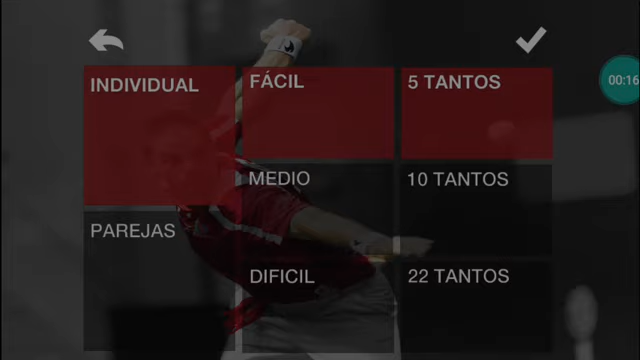 INDIVIDUAL
FÁCIL
5 TANTOS
00:16
MEDIO
10 TANTOS
PAREJAS
DIFICIL
22 TANTOS